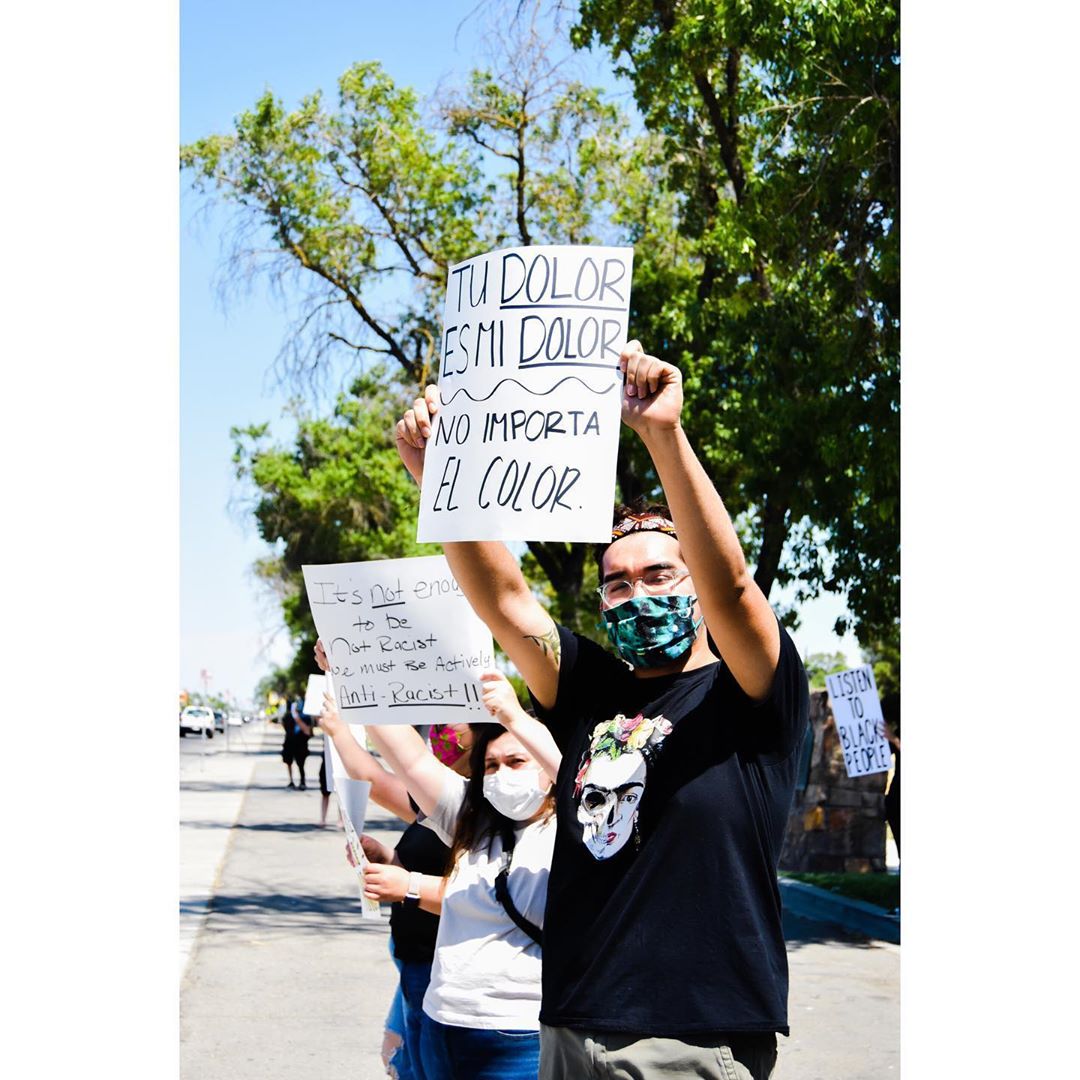 TU DOLOR
ES MI DOLOR
NO IMPORTA
EL COLOR.
It's not
to be
Not Racist
we must Be Actively
Anti-Racist!!
LISTEN
TO
BLACK
PEOPLE